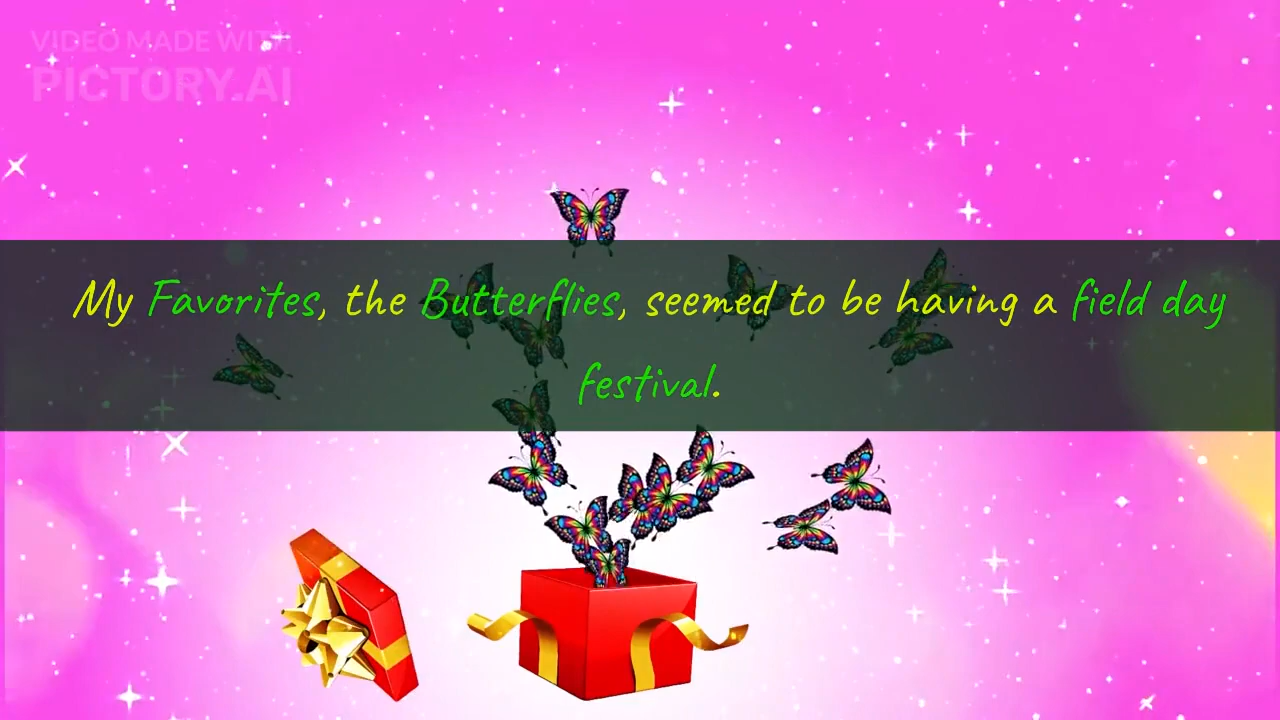 VIDEO MADE WITH
PICTORY.AI
My Favorites, the Butterflies, seemed to be having a field day
festival.